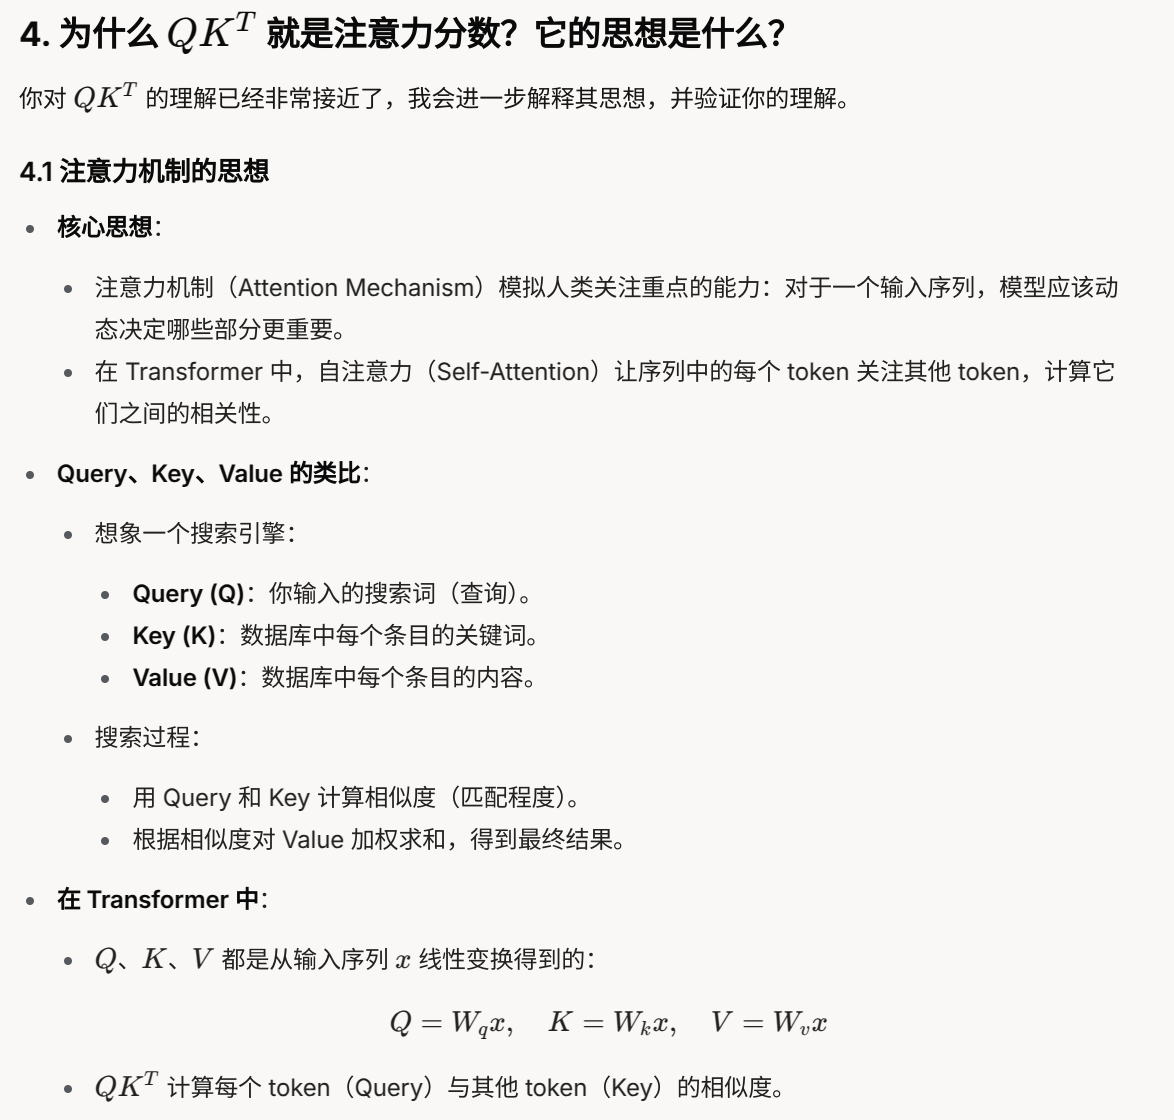 4. 为什么 QK^T 就是注意力分数？它的思想是什么？
你对 QK^T 的理解已经非常接近了，我会进一步解释其思想，并验证你的理解。
4.1 注意力机制的思想
• 核心思想：
• 注意力机制（Attention Mechanism）模拟人类关注重点的能力：对于一个输入序列，模型应该动
态决定哪些部分更重要。
• 在 Transformer 中，自注意力（Self-Attention）让序列中的每个 token 关注其他 token，计算它
们之间的相关性。
• Query、Key、Value 的类比：
• 想象一个搜索引擎：
• Query (Q)：你输入的搜索词（查询）。
• Key (K)：数据库中每个条目的关键词。
• Value (V)：数据库中每个条目的内容。
• 搜索过程：
• 用 Query 和 Key 计算相似度（匹配程度）。
• 根据相似度对 Value 加权求和，得到最终结果。
• 在 Transformer 中：
• Q、K、V 都是从输入序列 x 线性变换得到的：
Q = W_q x, K = W_k x, V = W_v x
• QK^T 计算每个 token（Query）与其他 token（Key）的相似度。